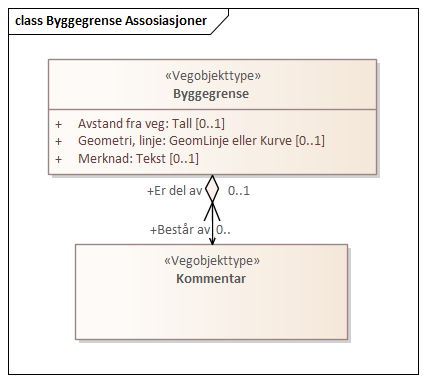 class Byggegrense Assosiasjoner
«Vegobjekttype»
Byggegrense
+ Avstand fra veg: Tall [0..1]
+ Geometri, linje: GeomLinje eller Kurve [0..1]
+ Merknad: Tekst [0..1]
+Er del av 0..1
+Består av 0..
«Vegobjekttype»
Kommentar